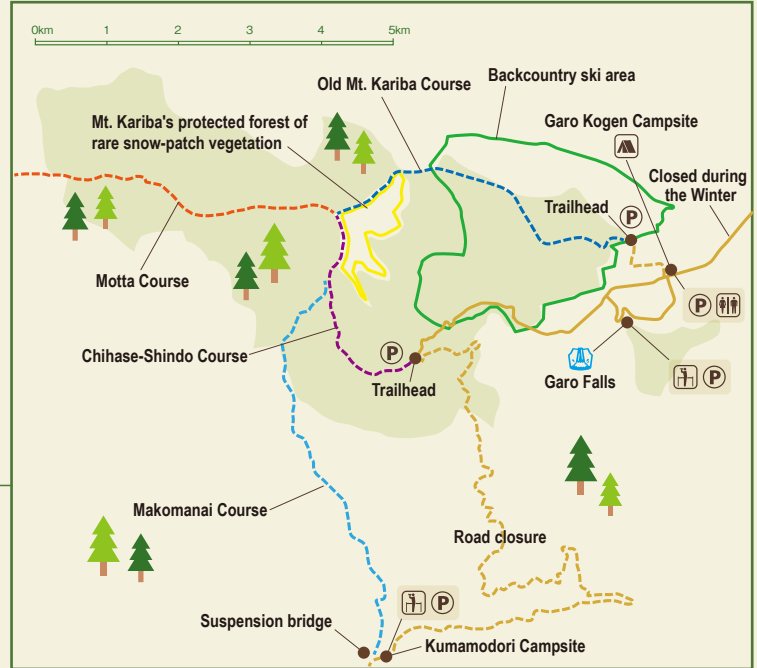 0km 1 2 3 4 5km
Old Mt. Kariba Course
Backcountry ski area
Mt. Kariba's protected forest of
rare snow-patch vegetation
Garo Kogen Campsite
Closed during
the Winter
Trailhead
P
Motta Course
P
Chihase-Shindo Course
P
Trailhead
Garo Falls
P
Makomanai Course
Road closure
P
Suspension bridge
Kumamodori Campsite